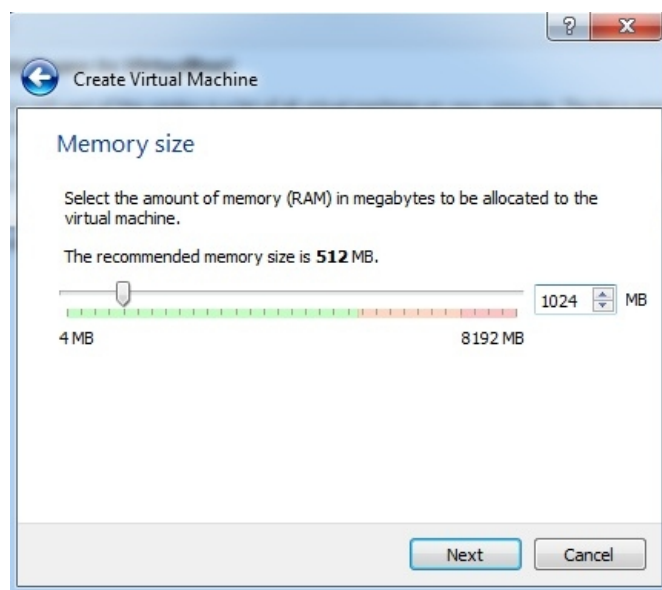 ?
X
Create Virtual Machine
Memory size
Select the amount of memory (RAM) in megabytes to be allocated to the
virtual machine.
The recommended memory size is 512 MB.
1024 MB
4 MB 8192 MB
Next Cancel